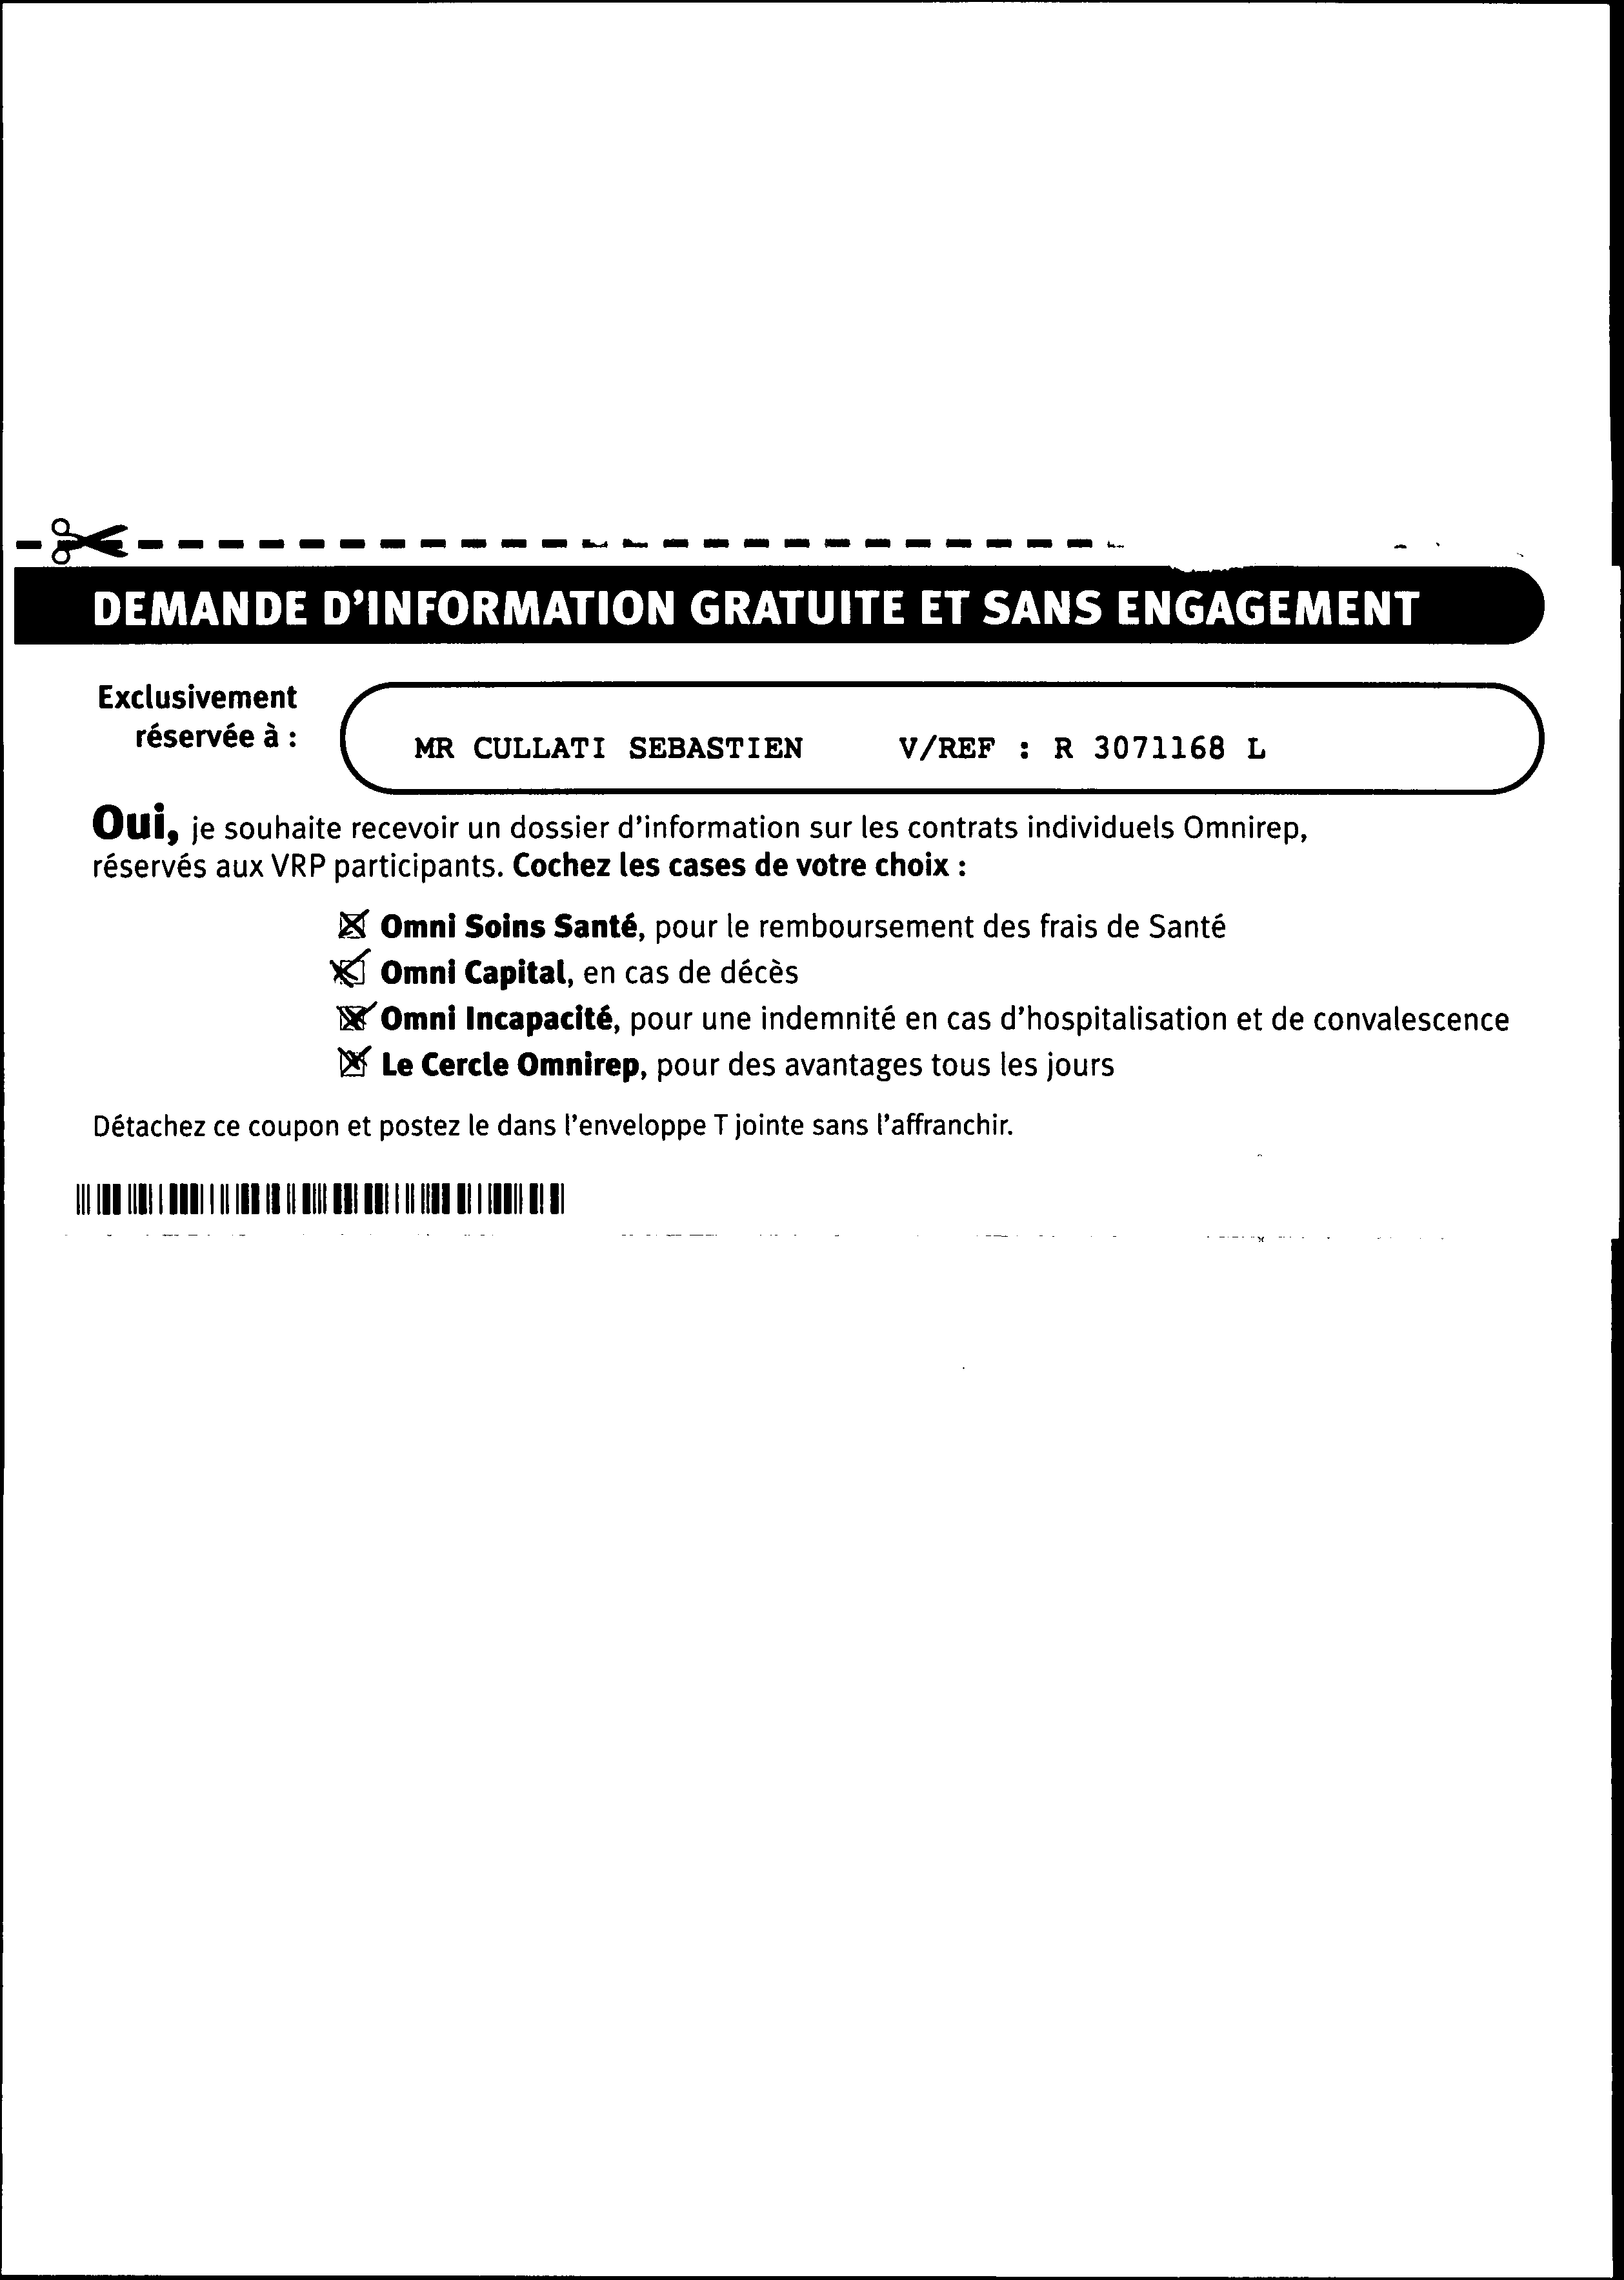 DEMANDE D'INFORMATION GRATUITE ET SANS ENGAGEMENT
Exclusivement
réservée à :
MR CULLATI SEBASTIEN V/REF : R 3071168 L
Oui, je souhaite recevoir un dossier d'information sur les contrats individuels Omnirep,
réservés aux VRP participants. Cochez les cases de votre choix :
Omni Soins Santé, pour le remboursement des frais de Santé
Omni Capital, en cas de décès
Omni Incapacité, pour une indemnité en cas d'hospitalisation et de convalescence
Le Cercle Omnirep, pour des avantages tous les jours
Détachez ce coupon et postez le dans l'enveloppe T jointe sans l'affranchir.